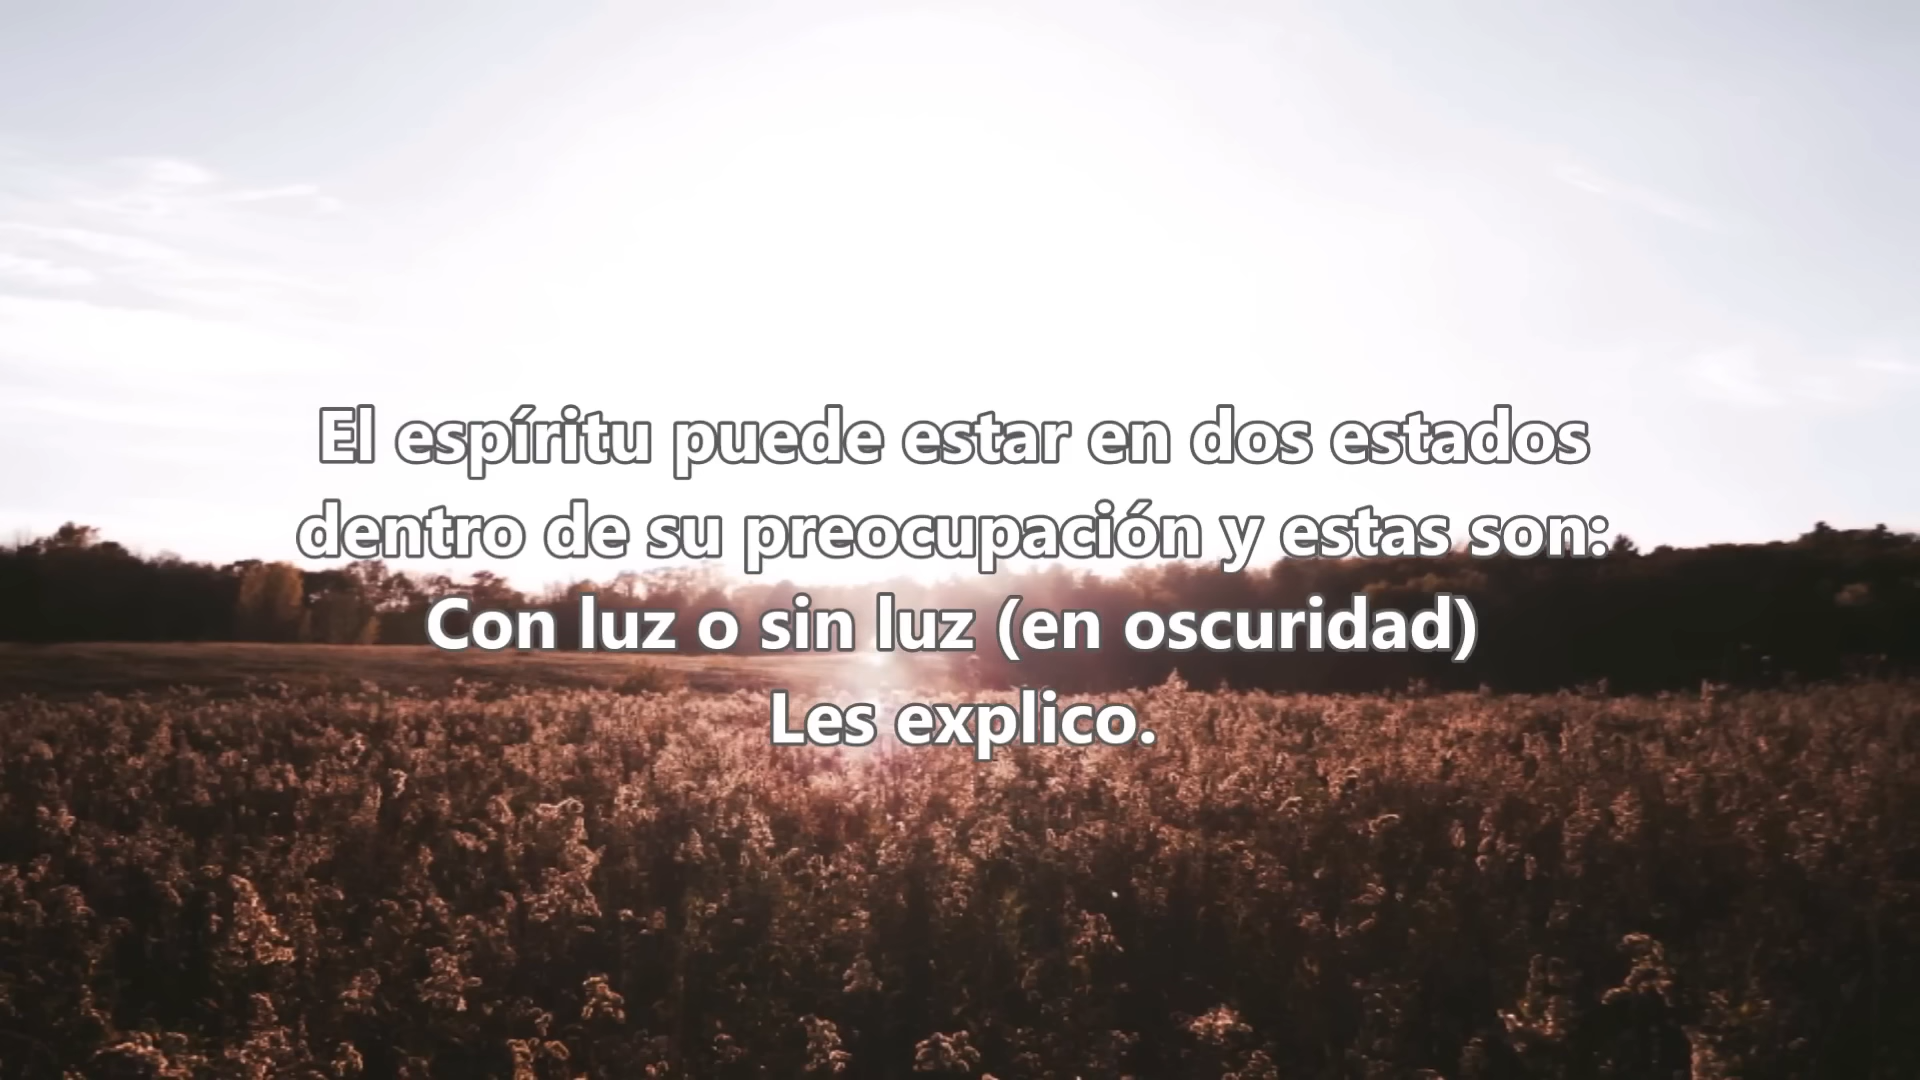 El espíritu puede estar en dos estados
dentro de su preocupación y estas son:
Con luz o sin luz (en oscuridad)
Les explico.